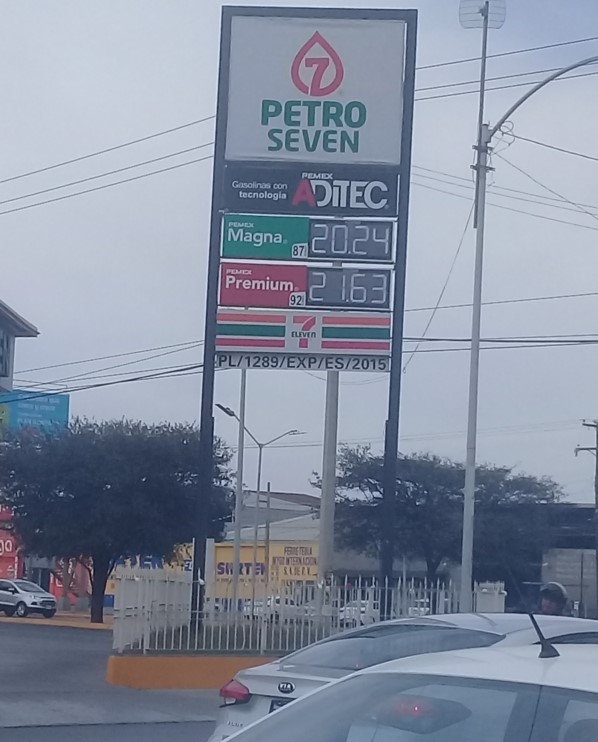 7
PETRO
SEVEN
PEMEX
Gasolinas con
tecnología
ADITEC
PEMEX
Magna 87 20.24
PEMEX
Premium 92 21.63
7
ELEVEN
PL/1289/EXP/ES/2015
FERRETERIA
KIA